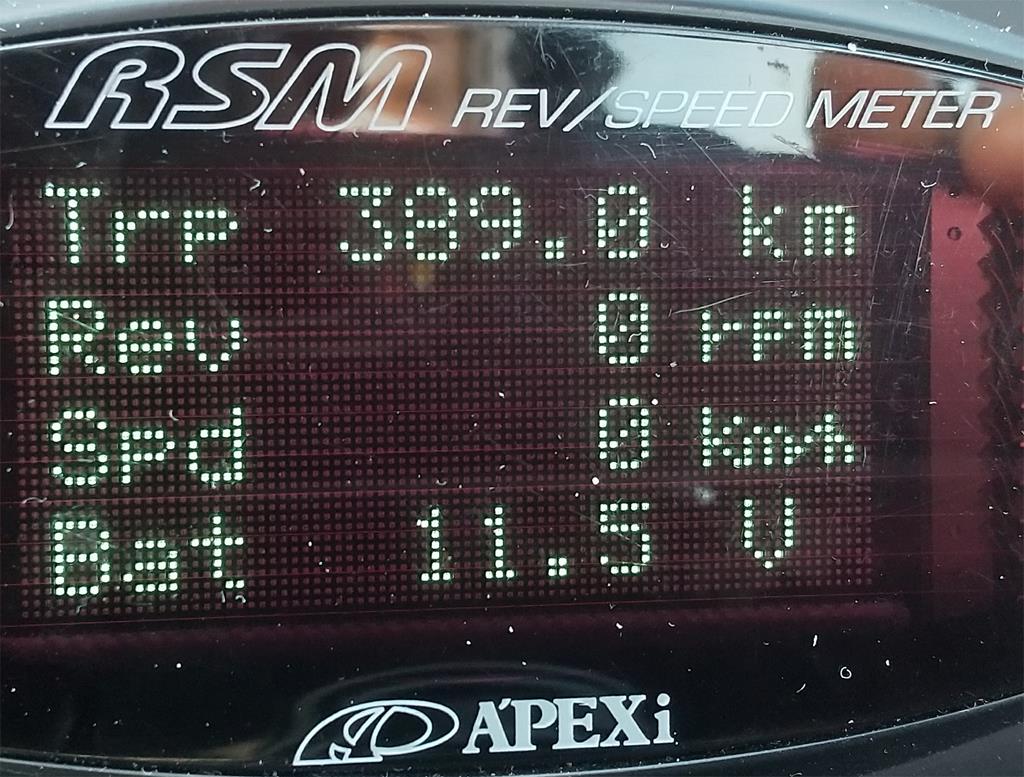 RSM REV/SPEED METER
Trp 389.0 km
Rev 0 rpm
Spd 0 km/h
Bat 11.5 V
A'PEXi